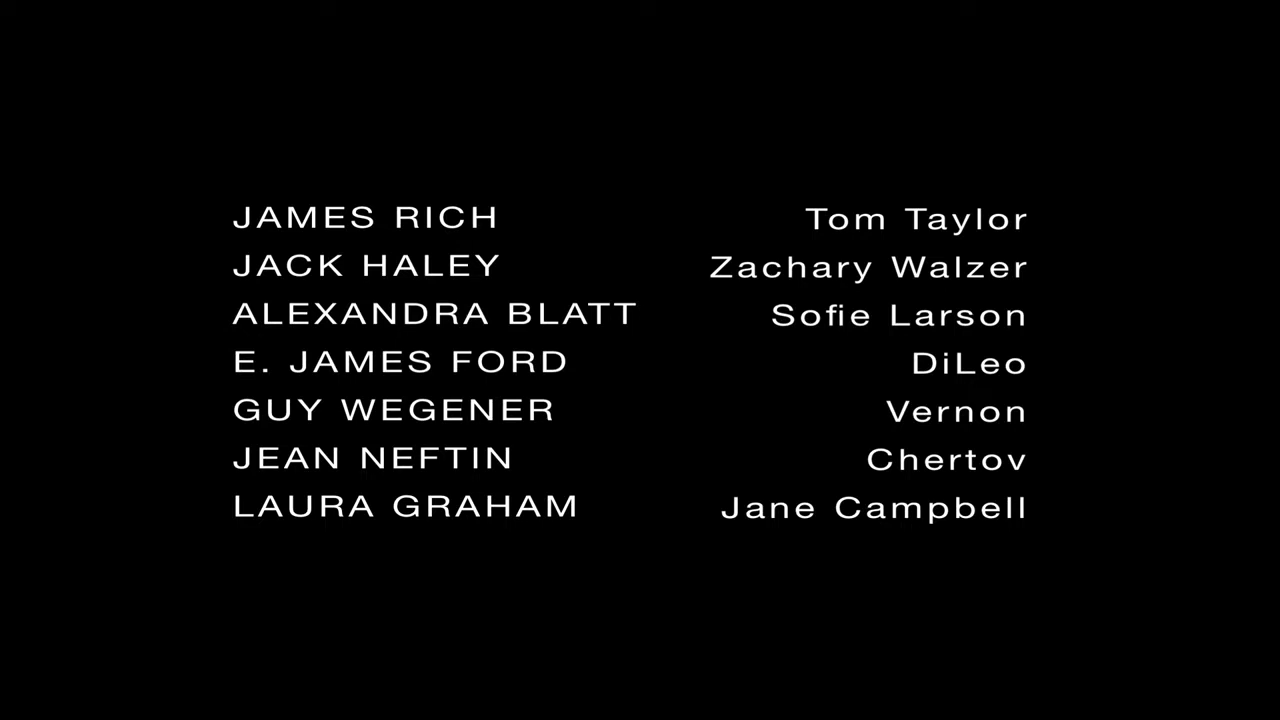 JAMES RICH Tom Taylor
JACK HALEY Zachary Walzer
ALEXANDRA BLATT Sofie Larson
E. JAMES FORD DiLeo
GUY WEGENER Vernon
JEAN NEFTIN Chertov
LAURA GRAHAM Jane Campbell